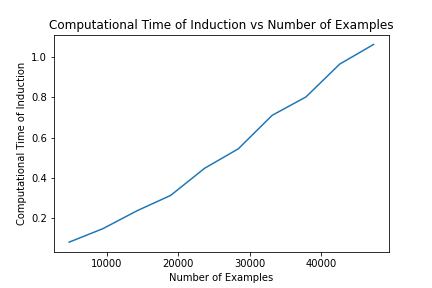 Computational Time of Induction vs Number of Examples
Computational Time of Induction
1.0
0.8
0.6
0.4
0.2
10000 20000 30000 40000
Number of Examples